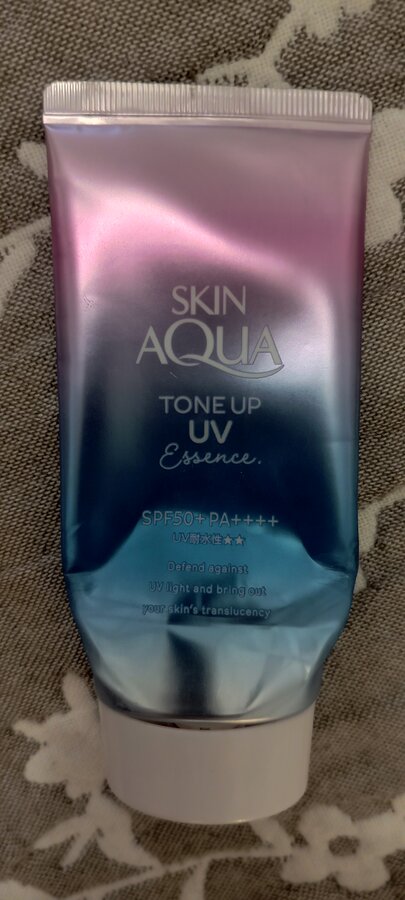 SKIN
AQUA
TONE UP
UV
Essence.
SPF50+ PA++++
UV耐水性★★
Defend against
UV light and bring out
your skin's translucency